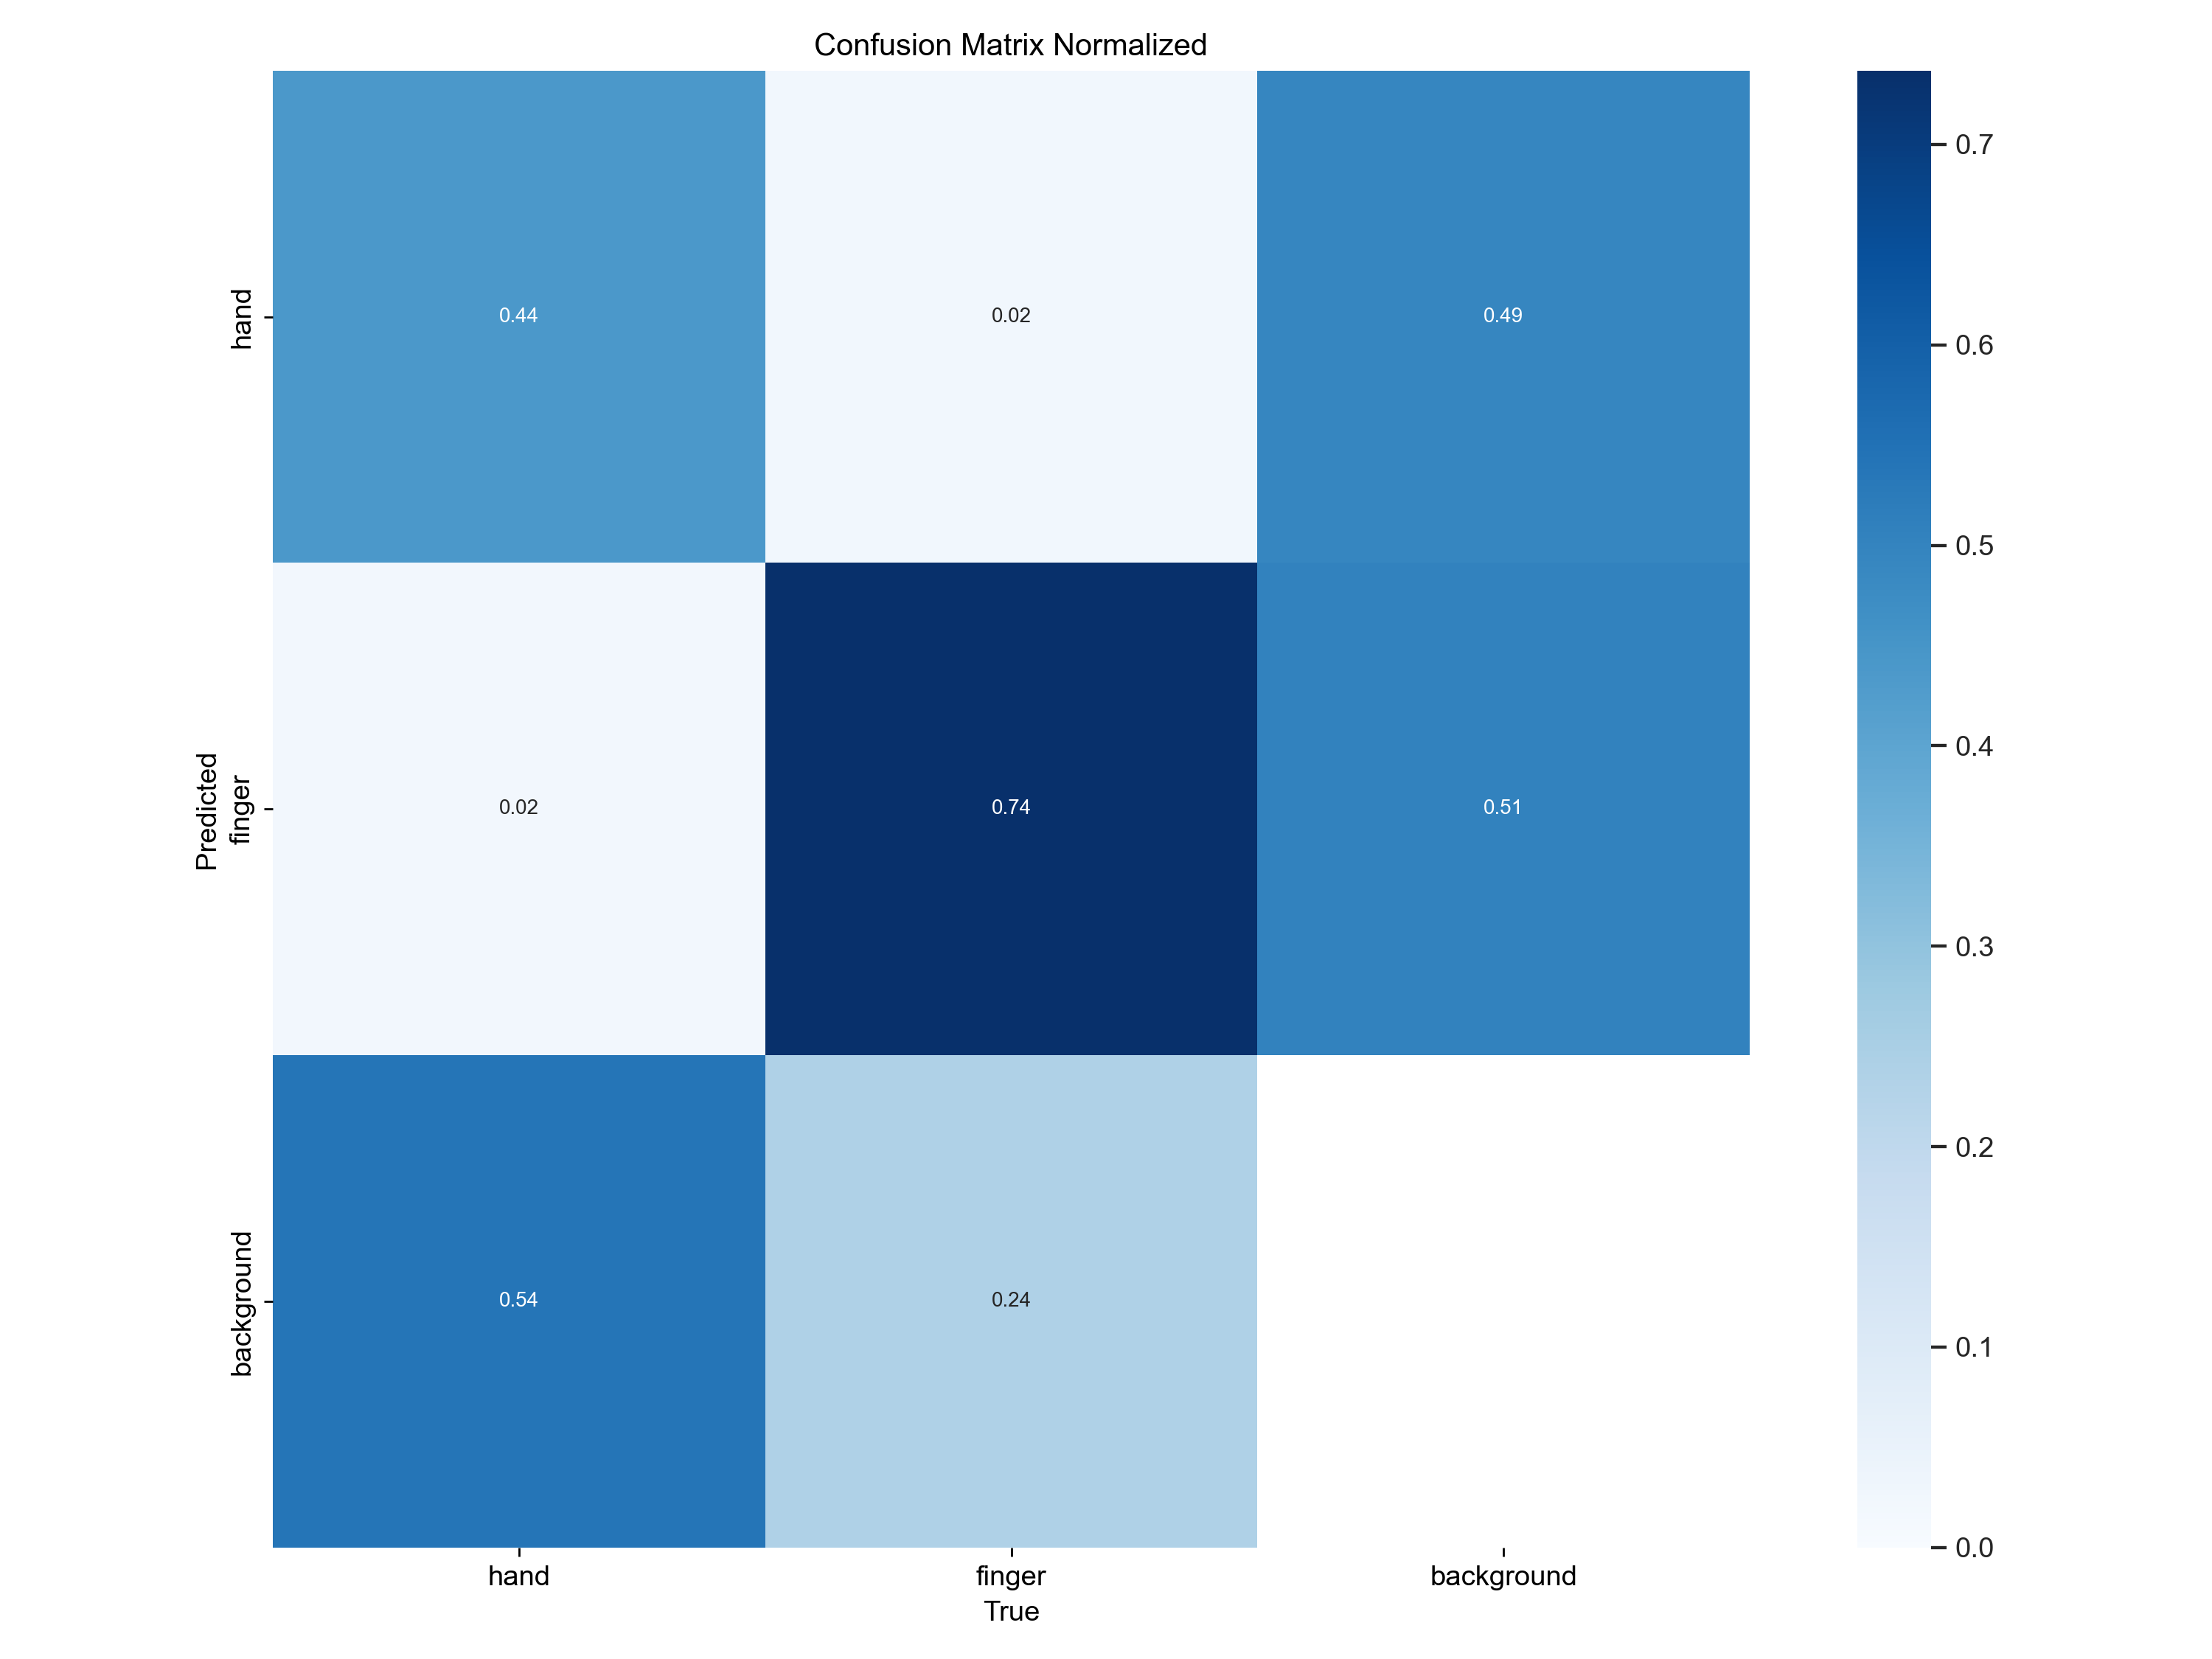 Confusion Matrix Normalized
hand
0.44
0.02
0.49
Predicted
finger
0.02
0.74
0.51
background
0.54
0.24
hand
finger
background
True
0.7
0.6
0.5
0.4
0.3
0.2
0.1
0.0